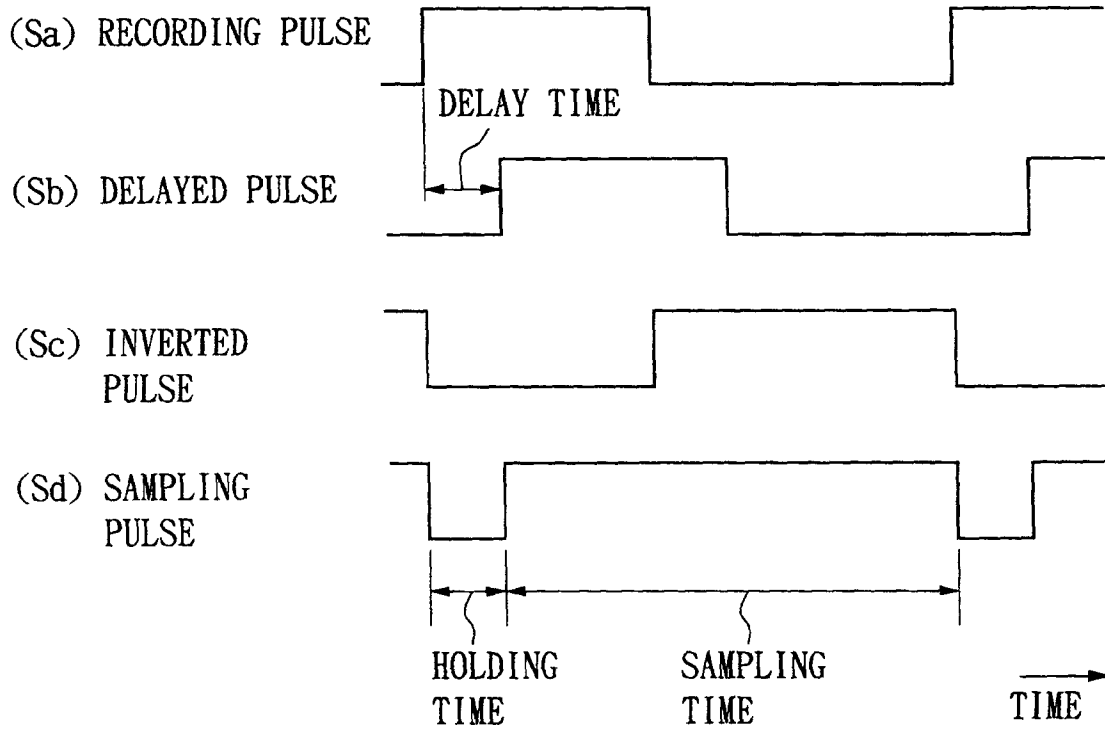 (Sa) RECORDING PULSE
DELAY TIME
(Sb) DELAYED PULSE
(Sc) INVERTED
PULSE
(Sd) SAMPLING
PULSE
HOLDING
TIME
SAMPLING
TIME
TIME